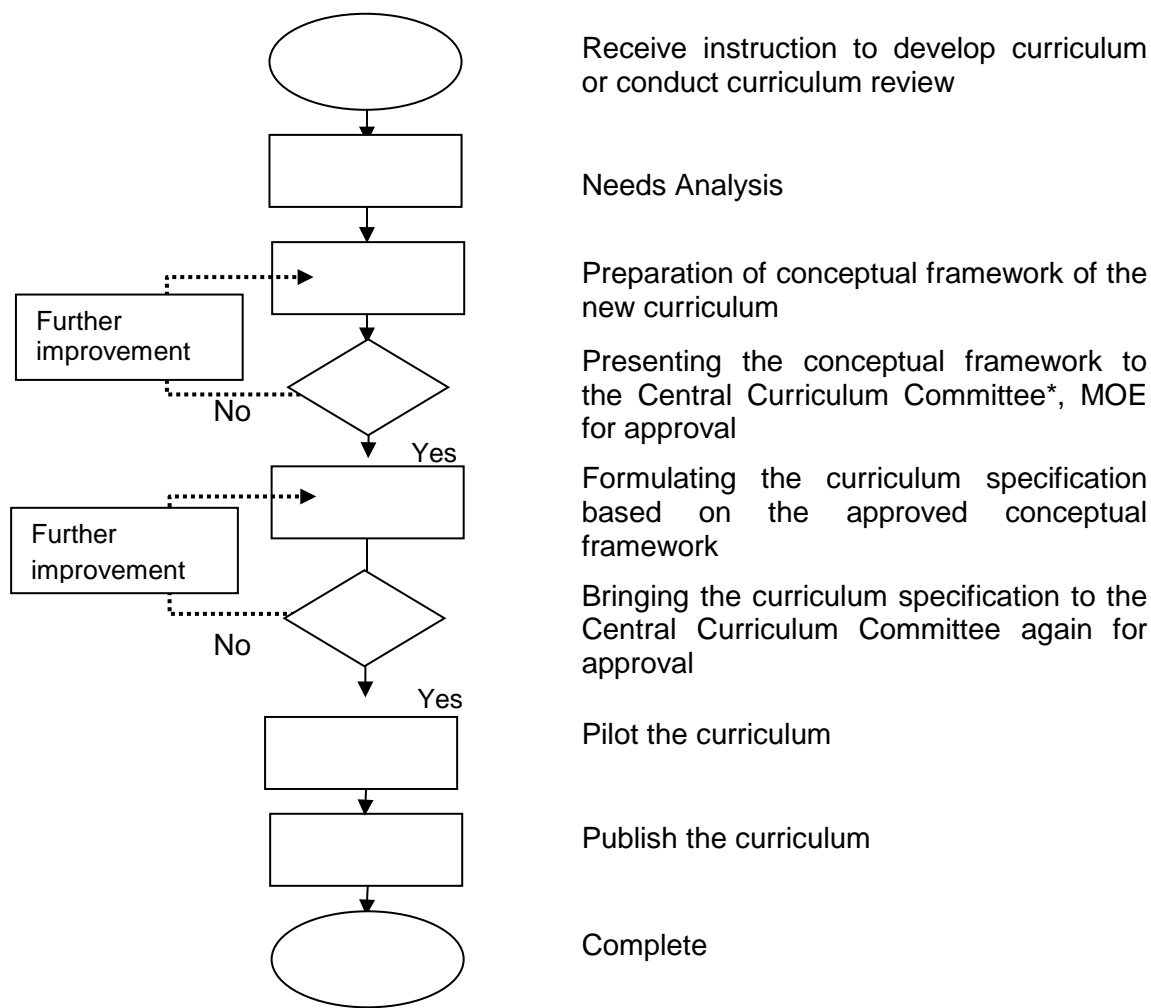 Receive instruction to develop curriculum
or conduct curriculum review
Needs Analysis
Preparation of conceptual framework of the
new curriculum
Further
improvement
Presenting the conceptual framework to
the Central Curriculum Committee*, MOE
for approval
No
Yes
Formulating the curriculum specification
based on the approved conceptual
framework
Further
improvement
Bringing the curriculum specification to the
Central Curriculum Committee again for
approval
No
Yes
Pilot the curriculum
Publish the curriculum
Complete